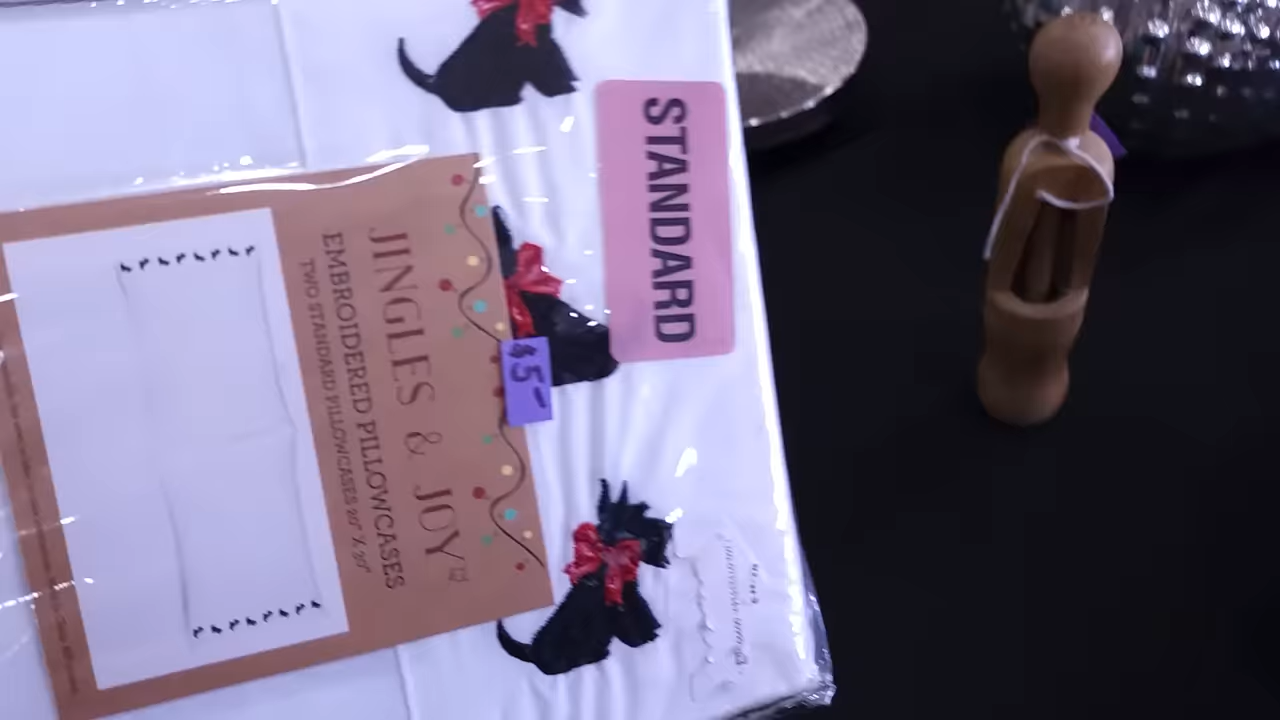 STANDARD
JINGLES & JOY
EMBROIDERED PILLOWCASES
TWO STANDARD PILLOWCASES 20" X 30"
$5-